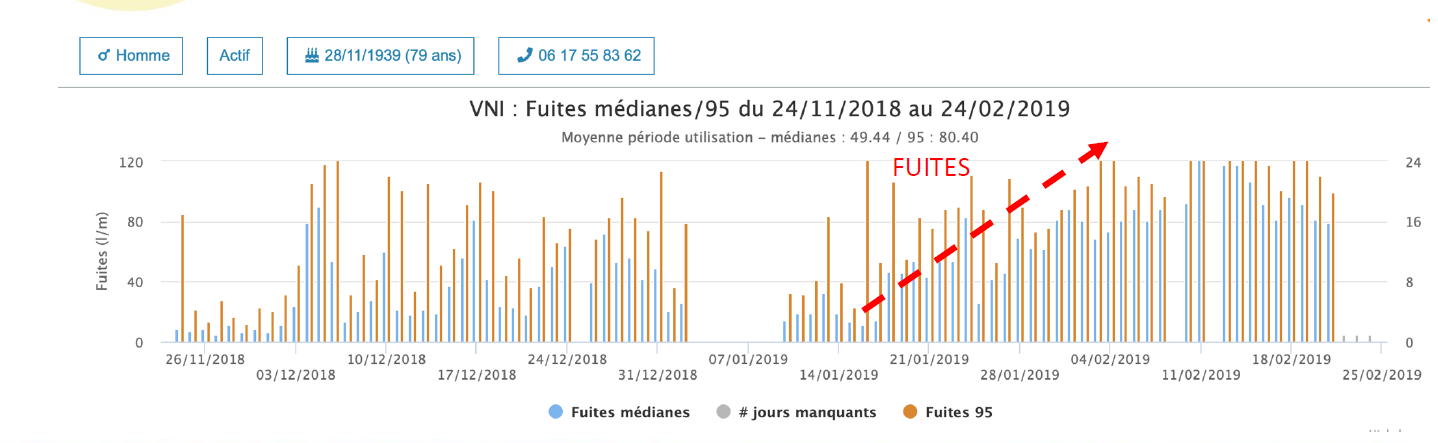 Homme Actif 28/11/1939 (79 ans) 06 17 55 83 62
VNI : Fuites médianes/95 du 24/11/2018 au 24/02/2019
Moyenne période utilisation – médianes : 49.44 / 95 : 80.40
FUITES
Fuites (l/m)
120 24
80 16
40 8
0 0
26/11/2018 10/12/2018 24/12/2018 07/01/2019 21/01/2019 04/02/2019 18/02/2019
03/12/2018 17/12/2018 31/12/2018 14/01/2019 28/01/2019 11/02/2019 25/02/2019
Fuites médianes # jours manquants Fuites 95